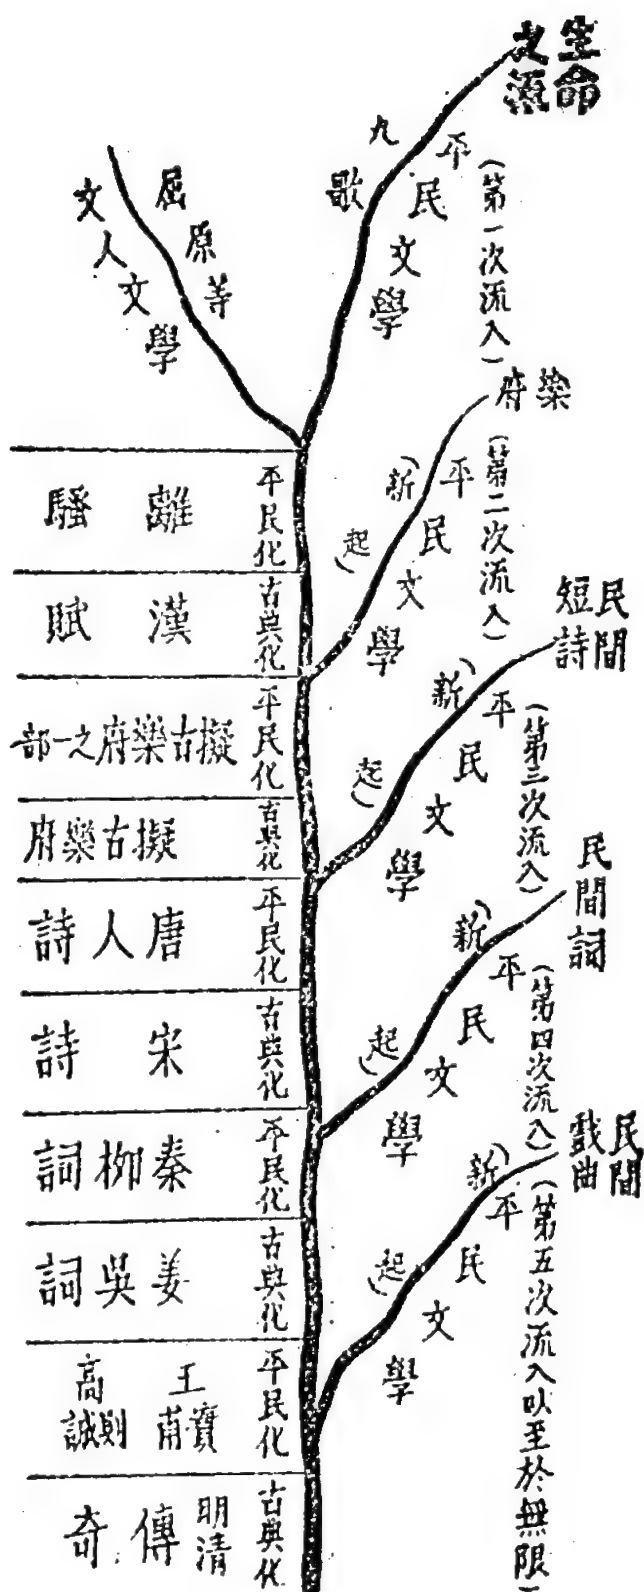 生命
之源
九歌
平民文學
(第一次流入)
屈原等
文人文學
樂府
(新起)
平民文學
(第二次流入)
民間
短詩
(新起)
平民文學
(第三次流入)
民間詞
(新起)
平民文學
(第四次流入)
民間
戲曲
(新起)
平民文學
(第五次流入以至於無限)
平民化
離騷
古典化
漢賦
平民化
擬古樂府之一部
古典化
擬古樂府
平民化
唐人詩
古典化
宋詩
平民化
秦柳詞
古典化
姜吳詞
平民化
王實甫
高則誠
古典化
明清
傳奇